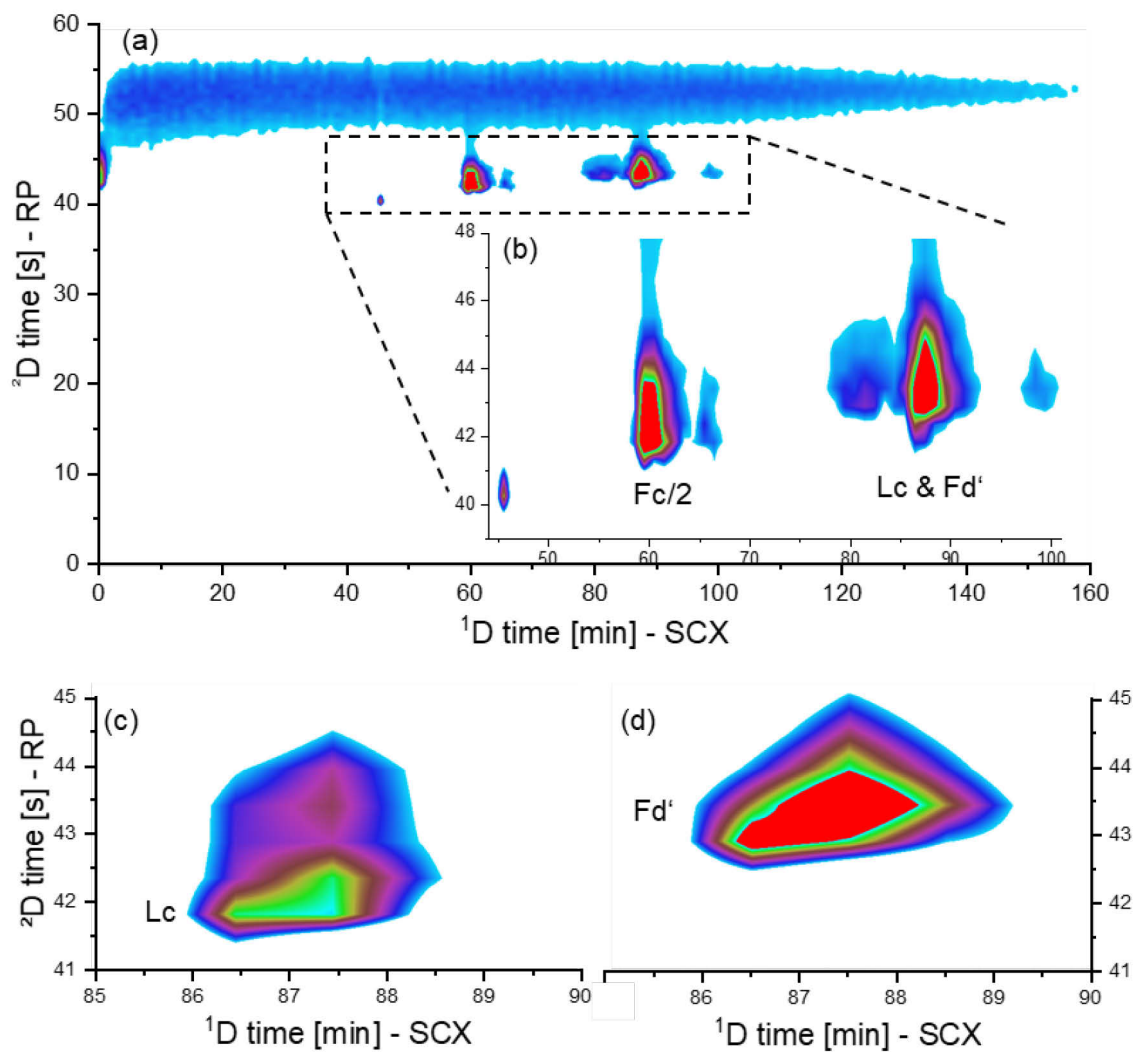 (a)
60
50
40
30
20
10
0
²D time [s] - RP
0 20 40 60 80 100 120 140 160
¹D time [min] - SCX
(b)
48
46
44
42
40
50 60 70 80 90 100
Fc/2
Lc & Fd‘
(c)
45
44
43
42
41
²D time [s] - RP
Lc
85 86 87 88 89 90
¹D time [min] - SCX
(d)
45
44
43
42
41
Fd‘
86 87 88 89 90
¹D time [min] - SCX